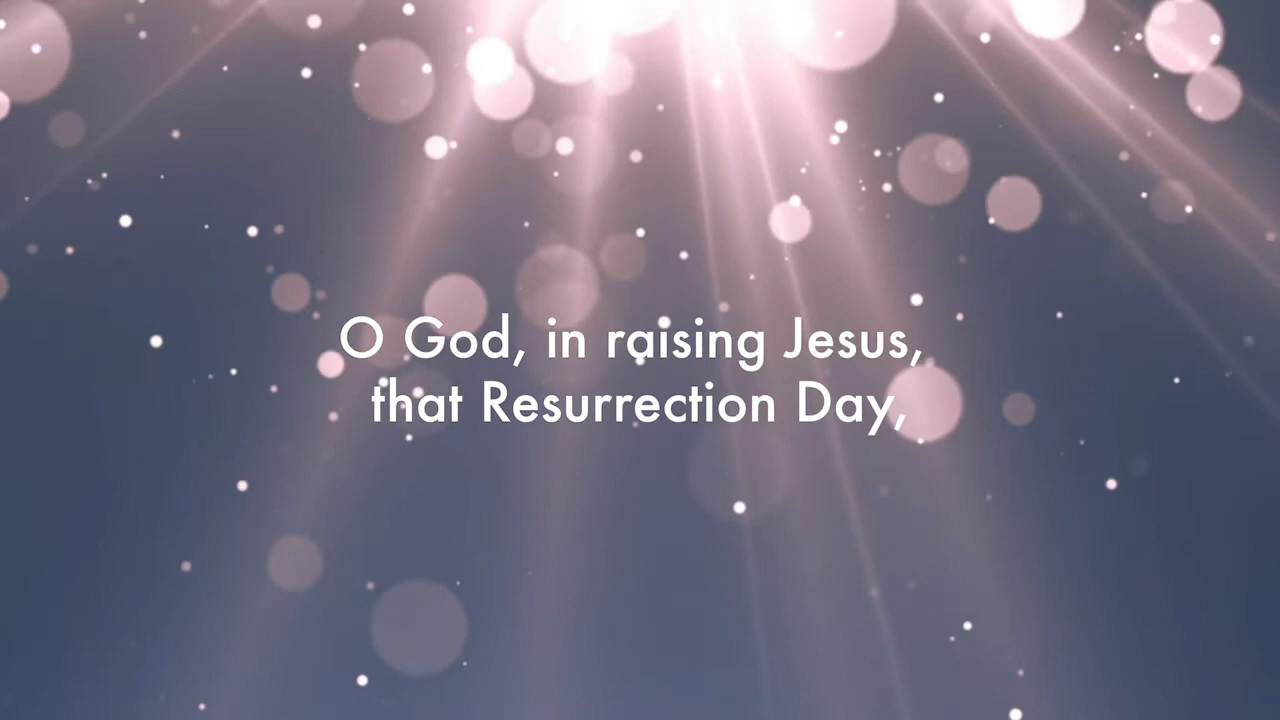 O God, in raising Jesus,
that Resurrection Day,